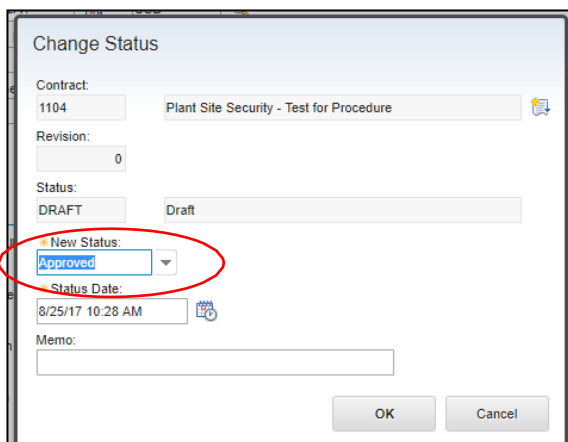 Change Status
Contract:
1104 Plant Site Security - Test for Procedure
Revision:
0
Status:
DRAFT Draft
*New Status:
Approved
*Status Date:
8/25/17 10:28 AM
Memo:
OK Cancel